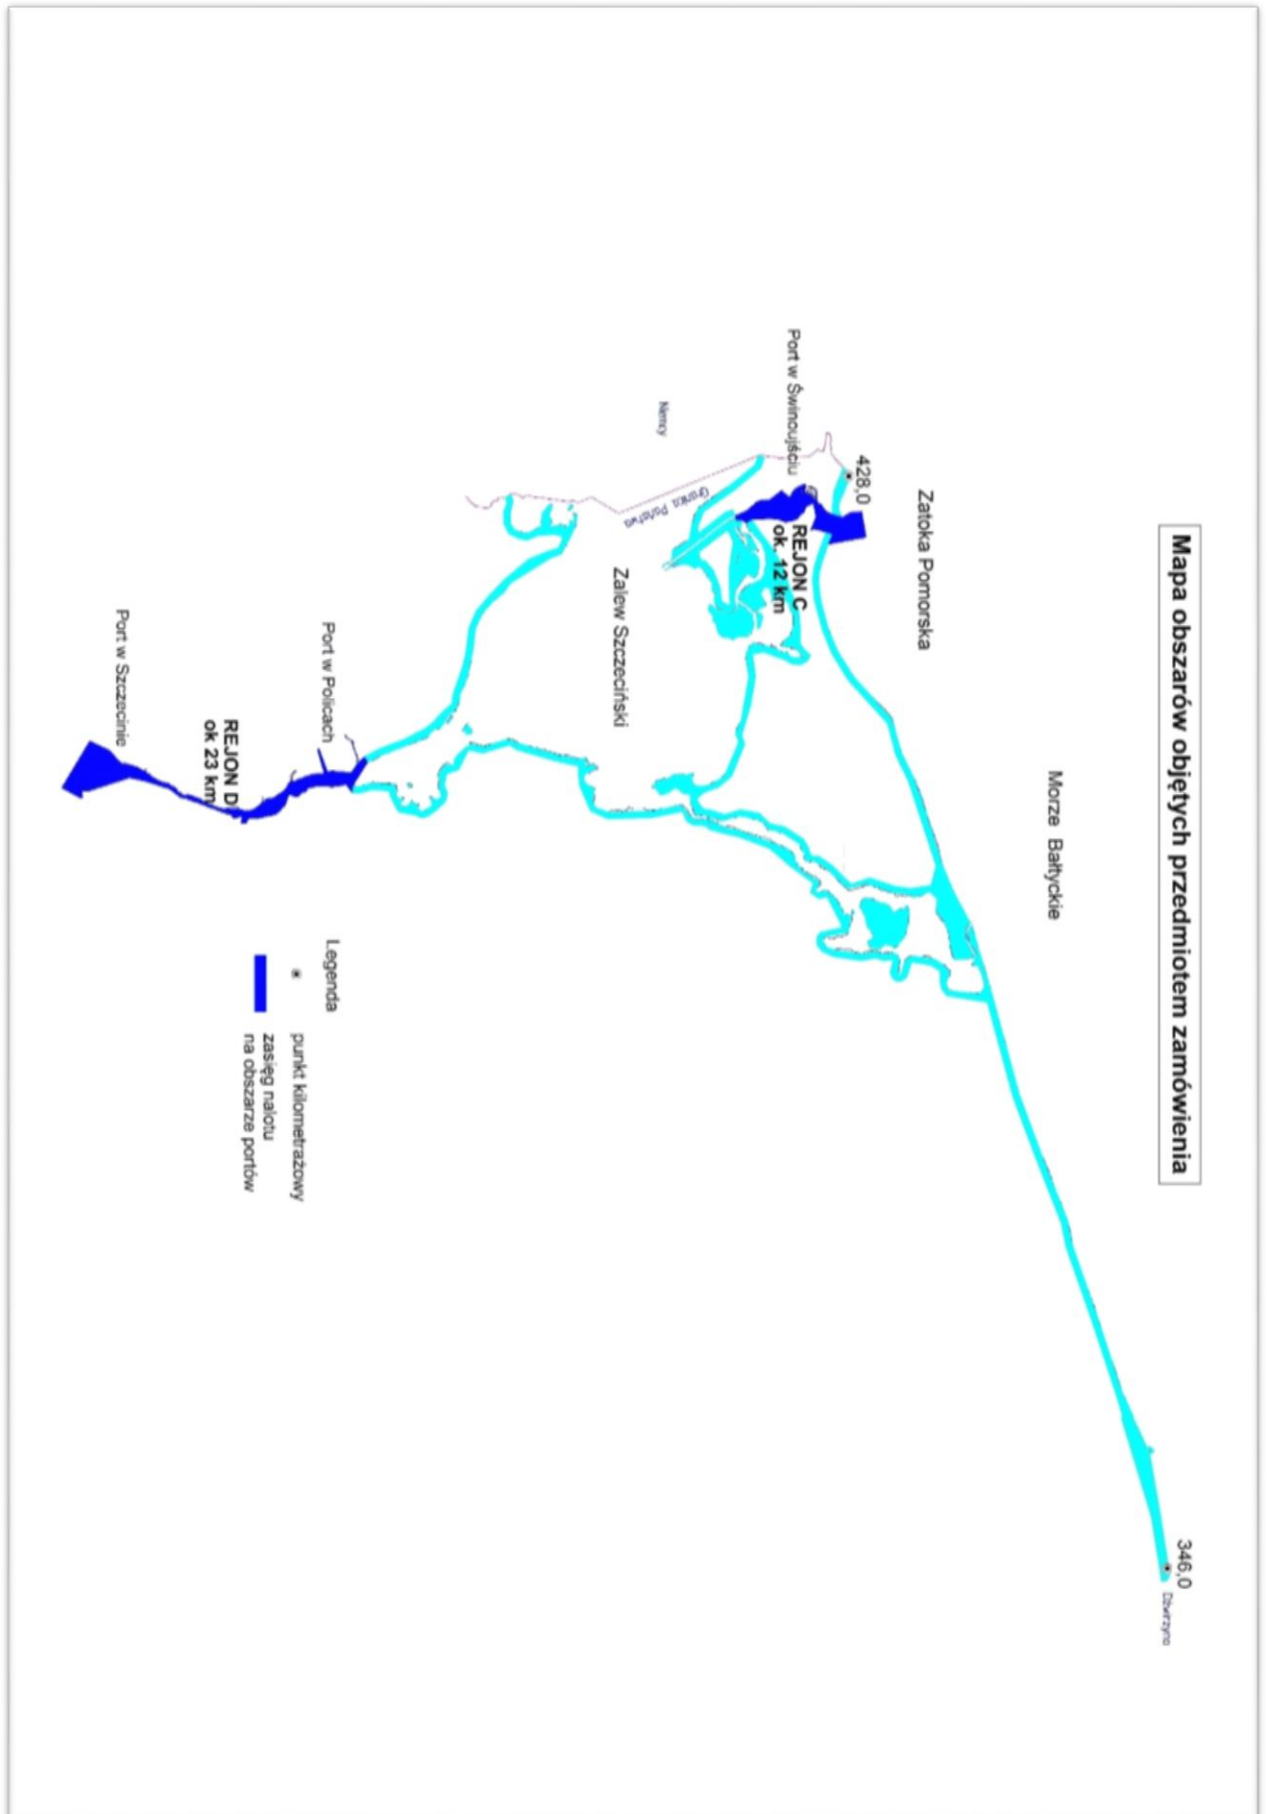 Mapa obszarów objętych przedmiotem zamówienia
346,0
Dźwirzyno
Morze Bałtyckie
Zatoka Pomorska
428,0
Port w Świnoujściu
REJON C
ok. 12 km
Granica Państwa
Niemcy
Zalew Szczeciński
Port w Policach
REJON D
ok 23 km
Port w Szczecinie
Legenda
punkt kilometrażowy
zasięg nalotu
na obszarze portów